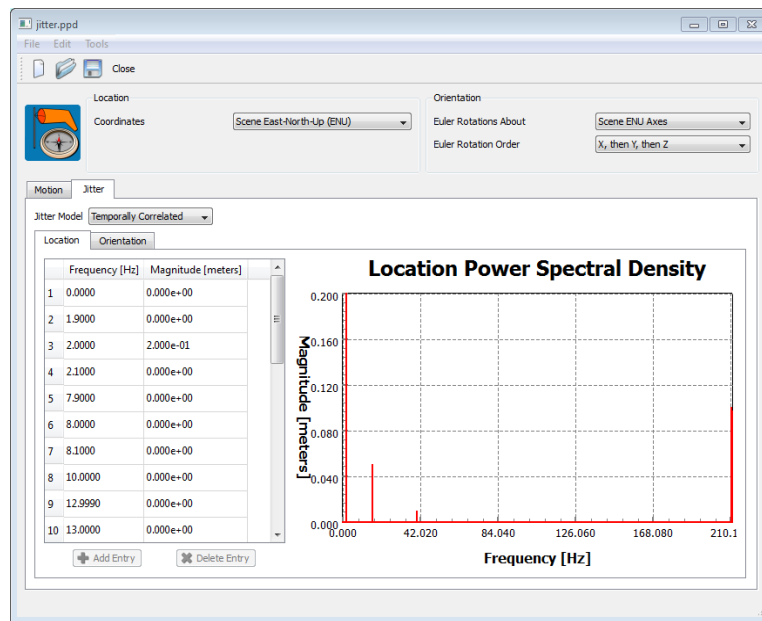 jitter.ppd
File Edit Tools
Close
Location
Coordinates Scene East-North-Up (ENU)
Orientation
Euler Rotations About Scene ENU Axes
Euler Rotation Order X, then Y, then Z
Motion Jitter
Jitter Model Temporally Correlated
Location Orientation
Frequency [Hz] Magnitude [meters]
1 0.0000 0.000e+00
2 1.9000 0.000e+00
3 2.0000 2.000e-01
4 2.1000 0.000e+00
5 7.9000 0.000e+00
6 8.0000 0.000e+00
7 8.1000 0.000e+00
8 10.0000 0.000e+00
9 12.9990 0.000e+00
10 13.0000 0.000e+00
Add Entry Delete Entry
Location Power Spectral Density
Magnitude [meters]
0.200
0.160
0.120
0.080
0.040
0.000
0.000 42.020 84.040 126.060 168.080 210.1
Frequency [Hz]